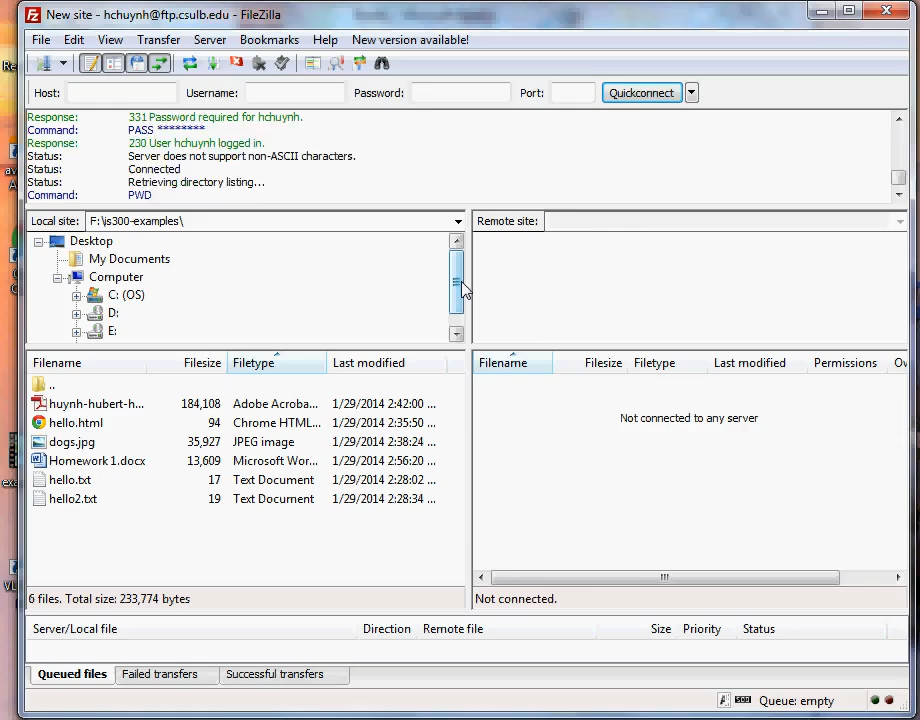 New site - hchuynh@ftp.csulb.edu - FileZilla
File Edit View Transfer Server Bookmarks Help New version available!
Host: Username: Password: Port: Quickconnect
Response: 331 Password required for hchuynh.
Command: PASS ********
Response: 230 User hchuynh logged in.
Status: Server does not support non-ASCII characters.
Status: Connected
Status: Retrieving directory listing...
Command: PWD
Local site: F:\is300-examples\ Remote site:
Desktop
My Documents
Computer
C: (OS)
D:
E:
Filename Filesize Filetype Last modified Filename Filesize Filetype Last modified Permissions Ov
..
huynh-hubert-h... 184,108 Adobe Acroba... 1/29/2014 2:42:00 ...
hello.html 94 Chrome HTML... 1/29/2014 2:35:50 ...
dogs.jpg 35,927 JPEG image 1/29/2014 2:38:24 ...
Homework 1.docx 13,609 Microsoft Wor... 1/29/2014 2:56:20 ...
hello.txt 17 Text Document 1/29/2014 2:28:02 ...
hello2.txt 19 Text Document 1/29/2014 2:28:34 ...
Not connected to any server
6 files. Total size: 233,774 bytes Not connected.
Server/Local file Direction Remote file Size Priority Status
Queued files Failed transfers Successful transfers
Queue: empty